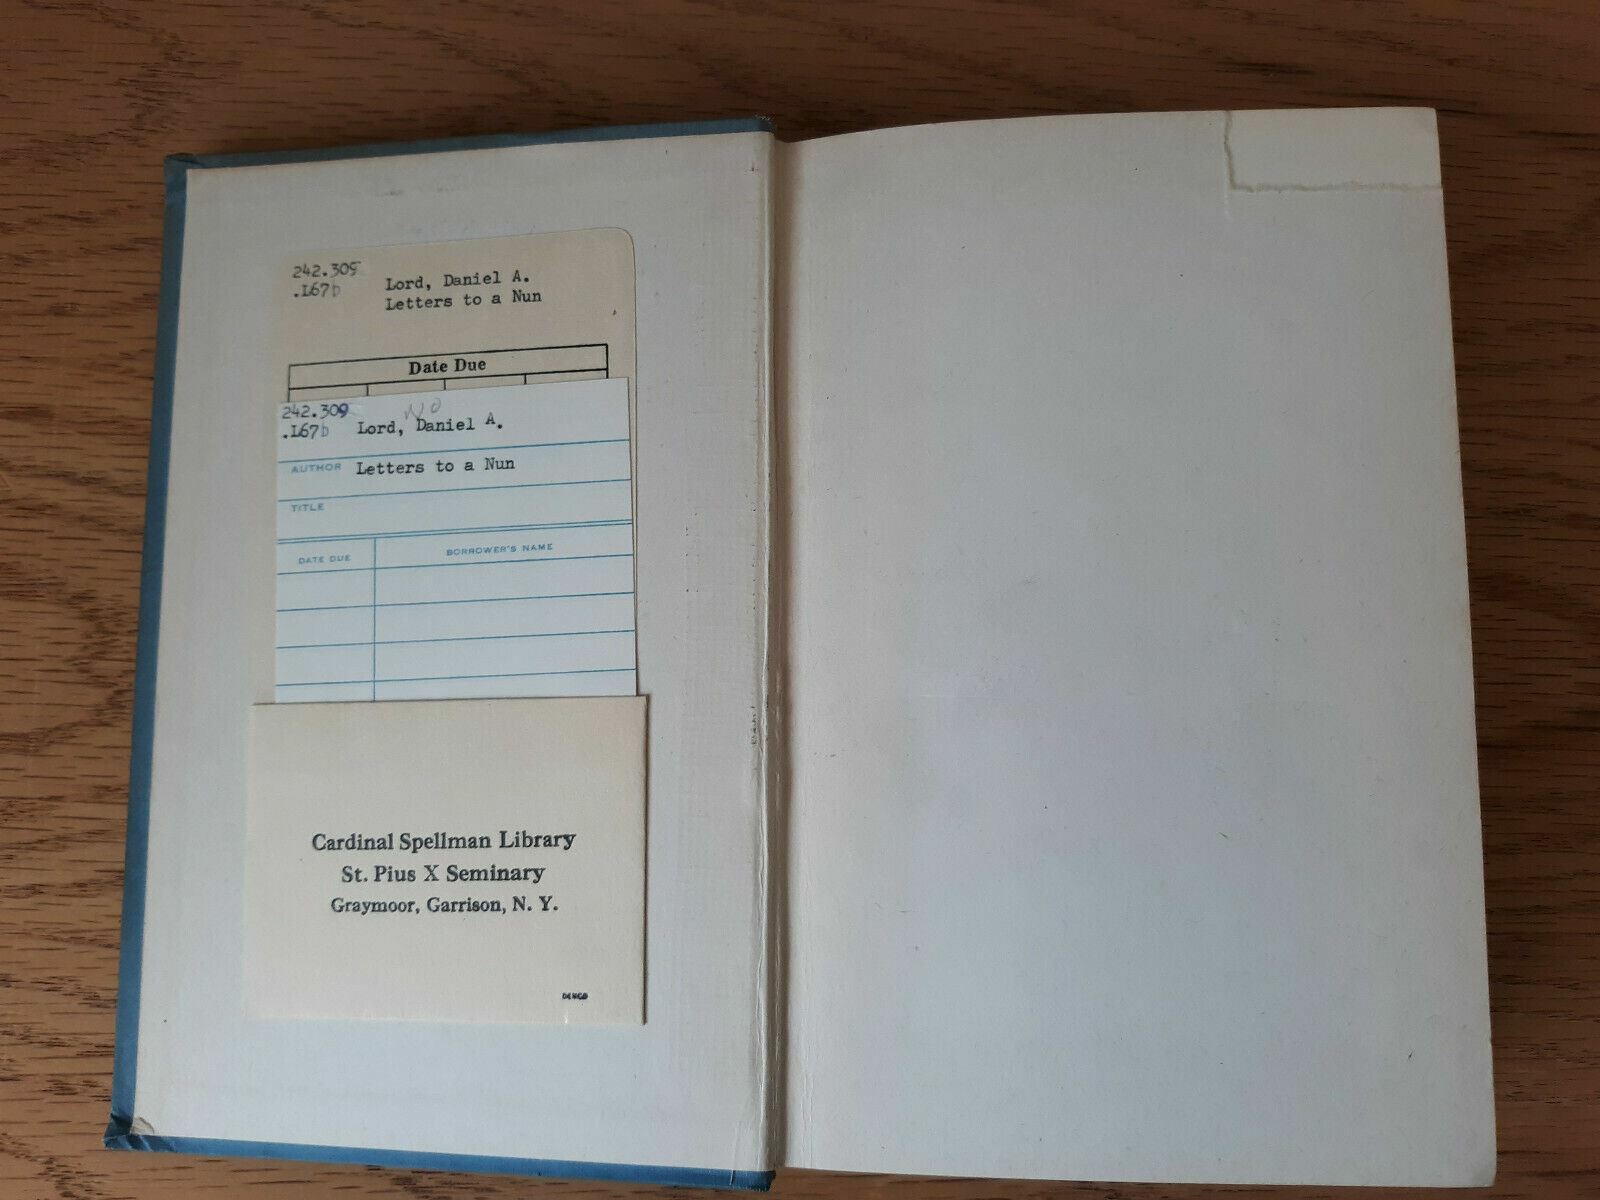 242.309
.L67b
Lord, Daniel A.
Letters to a Nun
Date Due
242.309
.L67b
NO
Lord, Daniel A.
AUTHOR Letters to a Nun
TITLE
DATE DUE BORROWER'S NAME
Cardinal Spellman Library
St. Pius X Seminary
Graymoor, Garrison, N. Y.
DEMCO